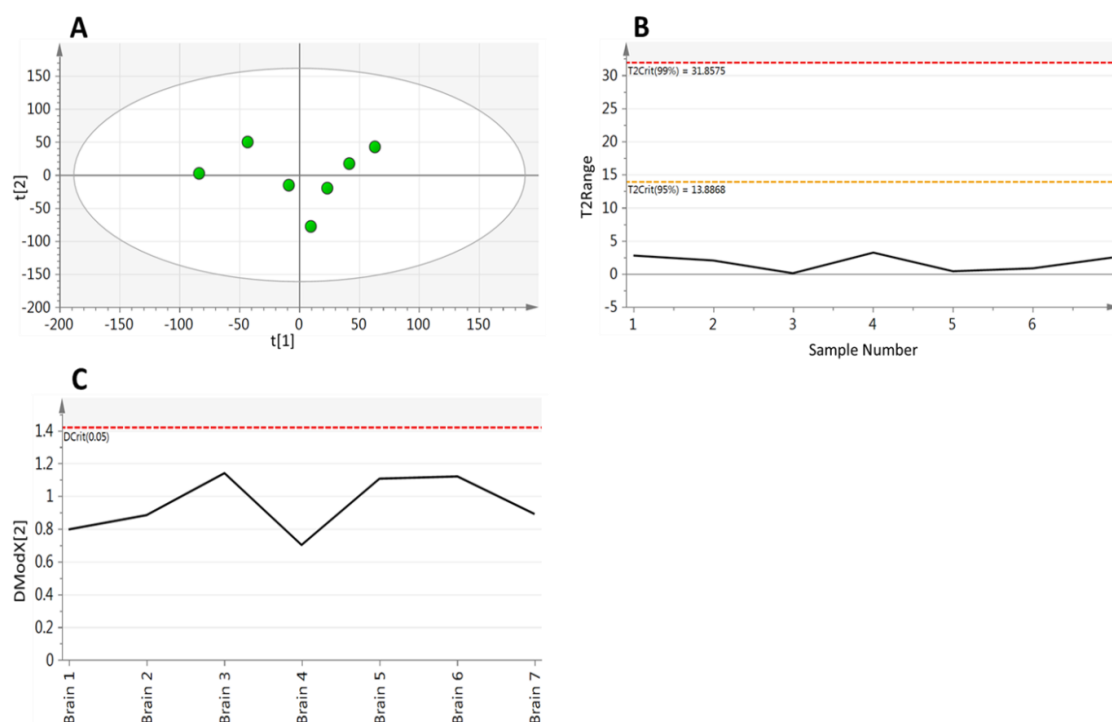 A
150
100
50
0
-50
-100
-150
-200
t[2]
-200 -150 -100 -50 0 50 100 150
t[1]
B
T2Crit(99%) = 31.8575
30
25
20
15
T2Crit(95%) = 13.8868
10
5
0
-5
T2Range
1 2 3 4 5 6
Sample Number
C
1.4
DCrit(0.05)
1.2
1
0.8
0.6
0.4
0.2
0
DModX[2]
Brain 1
Brain 2
Brain 3
Brain 4
Brain 5
Brain 6
Brain 7